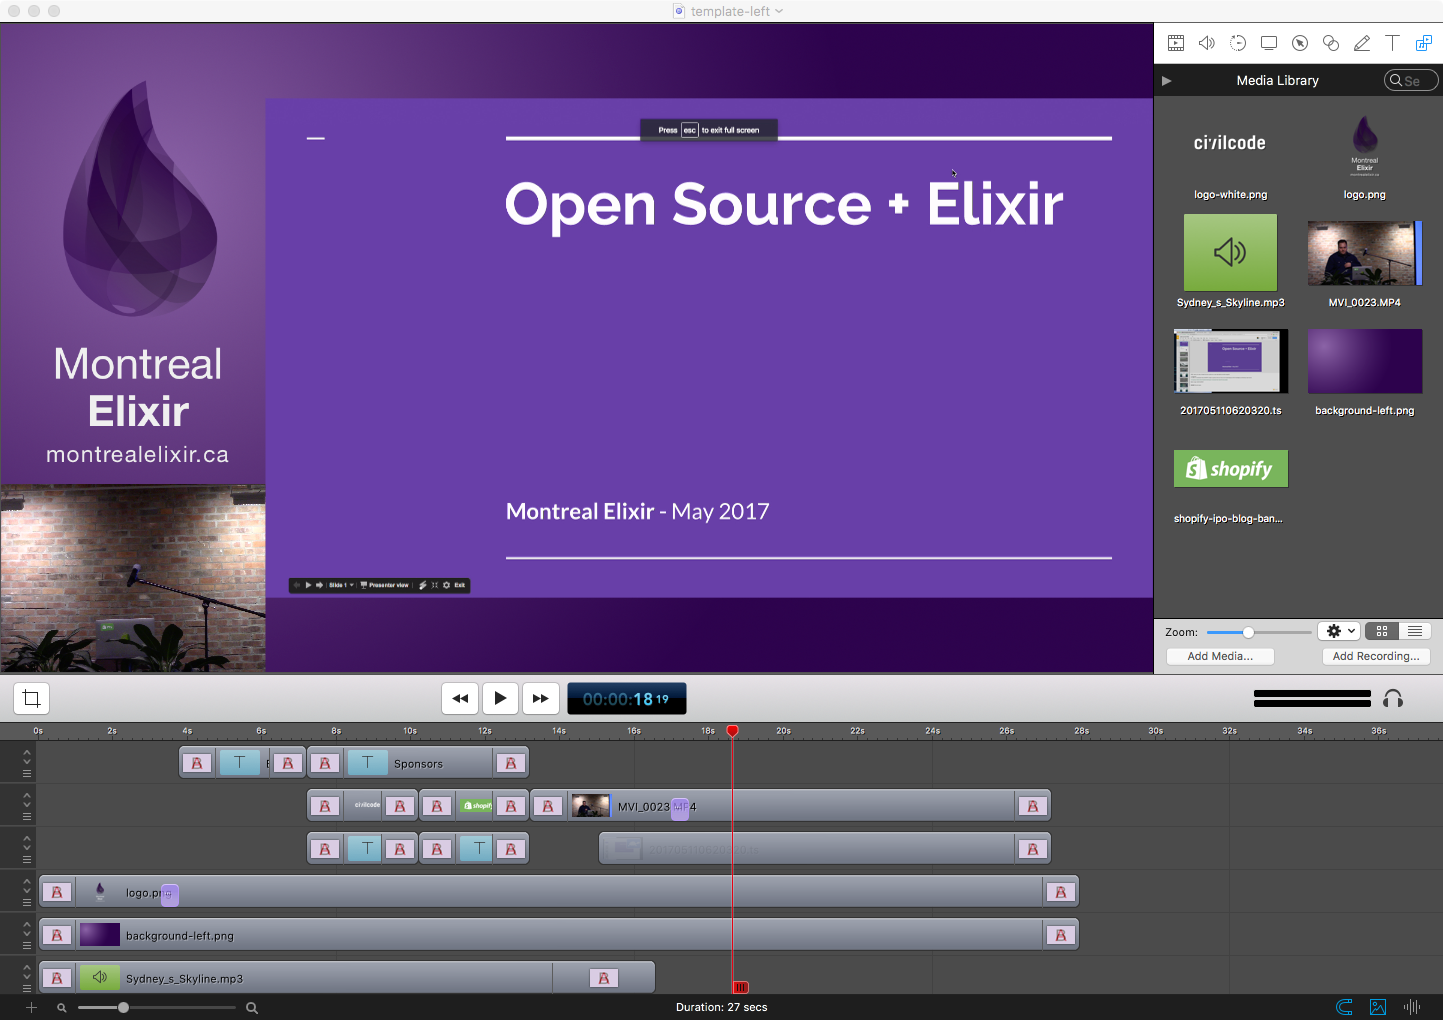 template-left
Montreal
Elixir
montrealelixir.ca
Press esc to exit full screen
Open Source + Elixir
Montreal Elixir - May 2017
Slide 1
Presenter view
Exit
Media Library
Se
civilcode
Montreal
Elixir
logo-white.png
logo.png
Sydney_s_Skyline.mp3
MVI_0023.MP4
Open Source + Elixir
201705110620320.ts
background-left.png
shopify
shopify-ipo-blog-ban...
Zoom:
Add Media...
Add Recording...
00:00:18 19
0s 2s 4s 6s 8s 10s 12s 14s 16s 18s 20s 22s 24s 26s 28s 30s 32s 34s 36s
T
T Sponsors
civilcode
shopify
MVI_0023.MP4
T
T
201705110620320.ts
logo.png
background-left.png
Sydney_s_Skyline.mp3
Duration: 27 secs